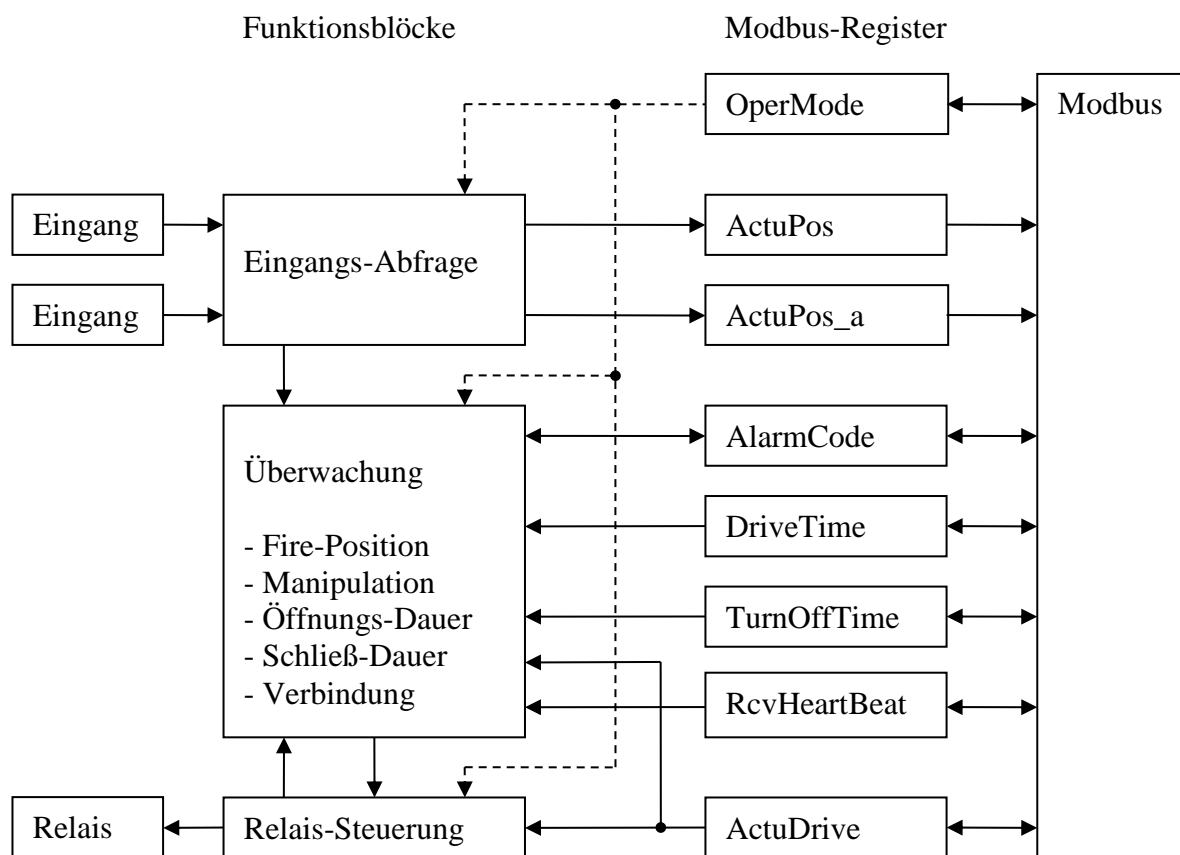 Funktionsblöcke
Modbus-Register
OperMode
Modbus
Eingang
Eingangs-Abfrage
ActuPos
Eingang
ActuPos_a
Überwachung
- Fire-Position
- Manipulation
- Öffnungs-Dauer
- Schließ-Dauer
- Verbindung
AlarmCode
DriveTime
TurnOffTime
RcvHeartBeat
Relais
Relais-Steuerung
ActuDrive